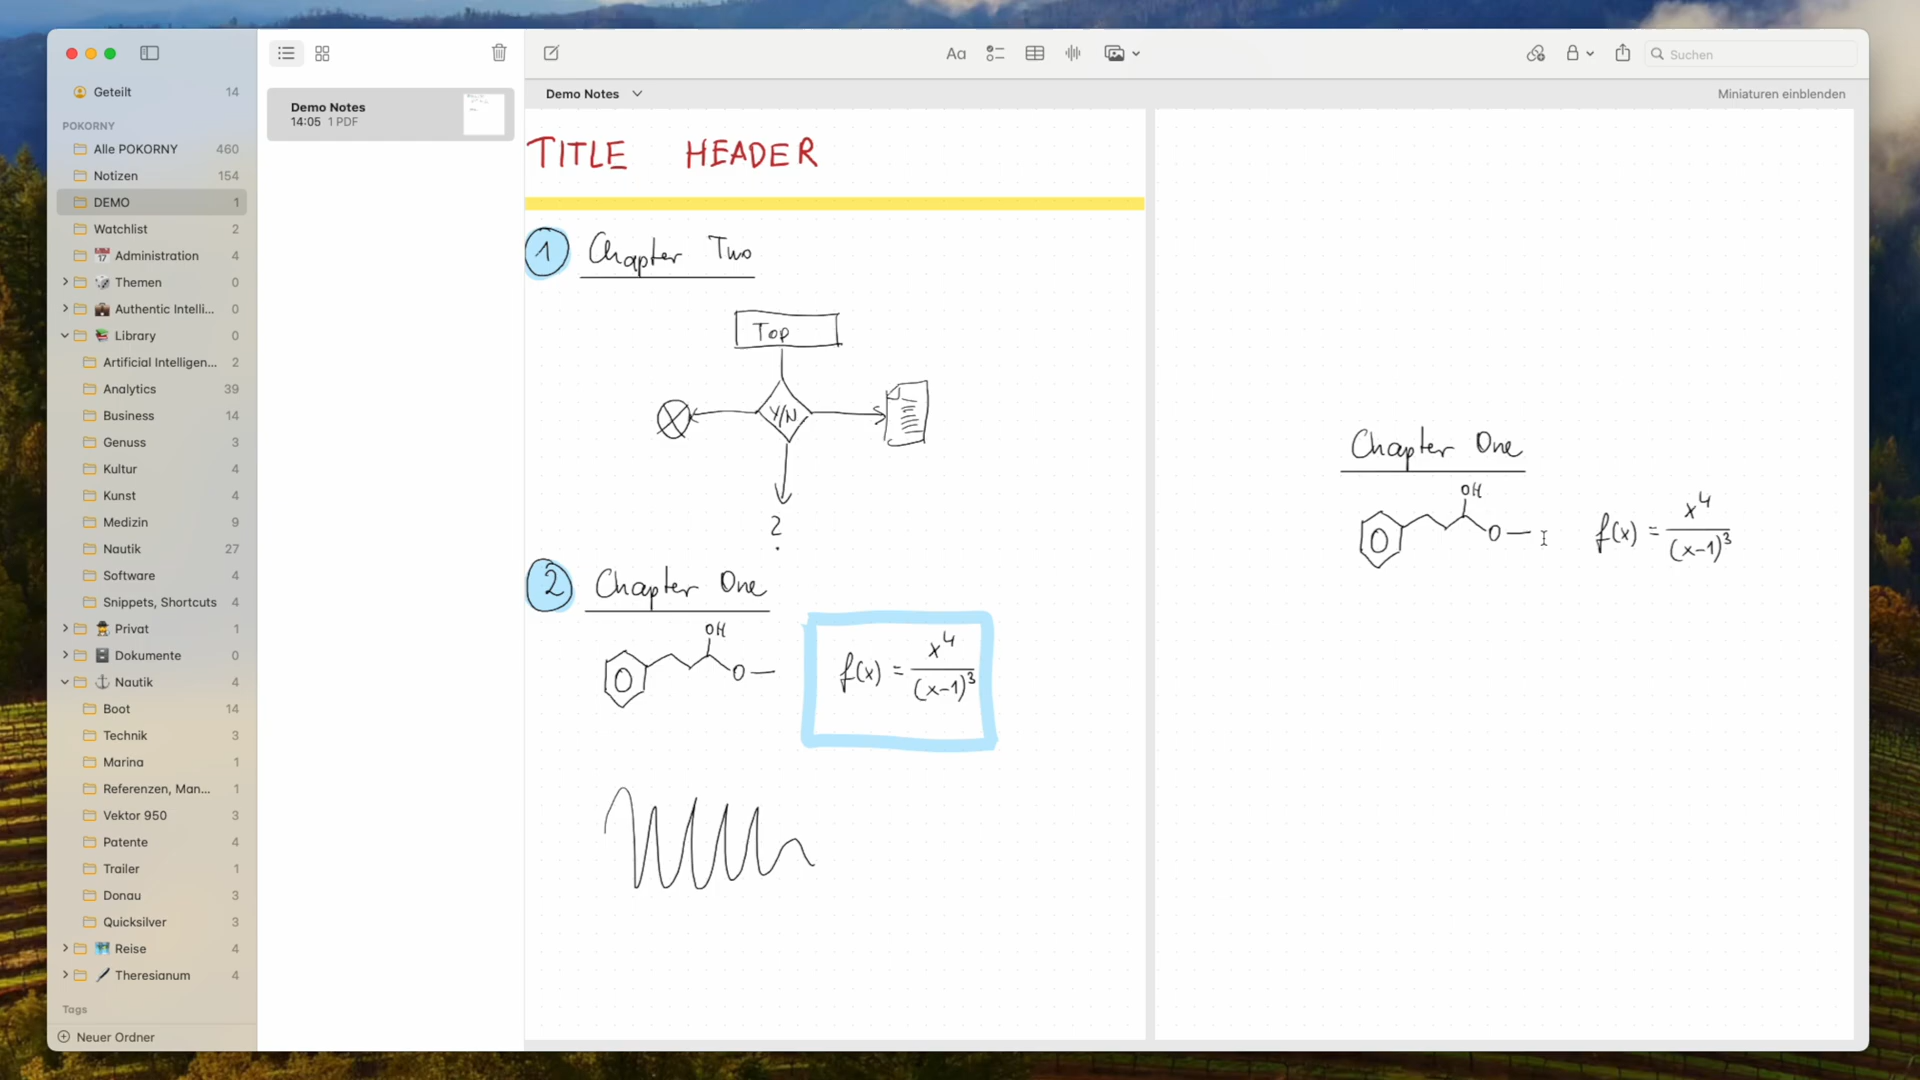 Suchen
Geteilt 14
POKORNY
Alle POKORNY 460
Notizen 154
DEMO 1
Watchlist 2
Administration 4
Themen 0
Authentic Intelli... 0
Library 0
Artificial Intelligen... 2
Analytics 39
Business 14
Genuss 3
Kultur 4
Kunst 4
Medizin 9
Nautik 27
Software 4
Snippets, Shortcuts 4
Privat 1
Dokumente 0
Nautik 4
Boot 14
Technik 3
Marina 1
Referenzen, Man... 1
Vektor 950 3
Patente 4
Trailer 1
Donau 3
Quicksilver 3
Reise 4
Theresianum 4
Tags
Neuer Ordner
Demo Notes
14:05 1 PDF
Aa
Demo Notes
Miniaturen einblenden
TITLE HEADER
1 Chapter Two
Top
Y/N
?
2 Chapter One
OH
O
O
f(x) = x^4/(x-1)^3
Chapter One
OH
O
O
f(x) = x^4/(x-1)^3